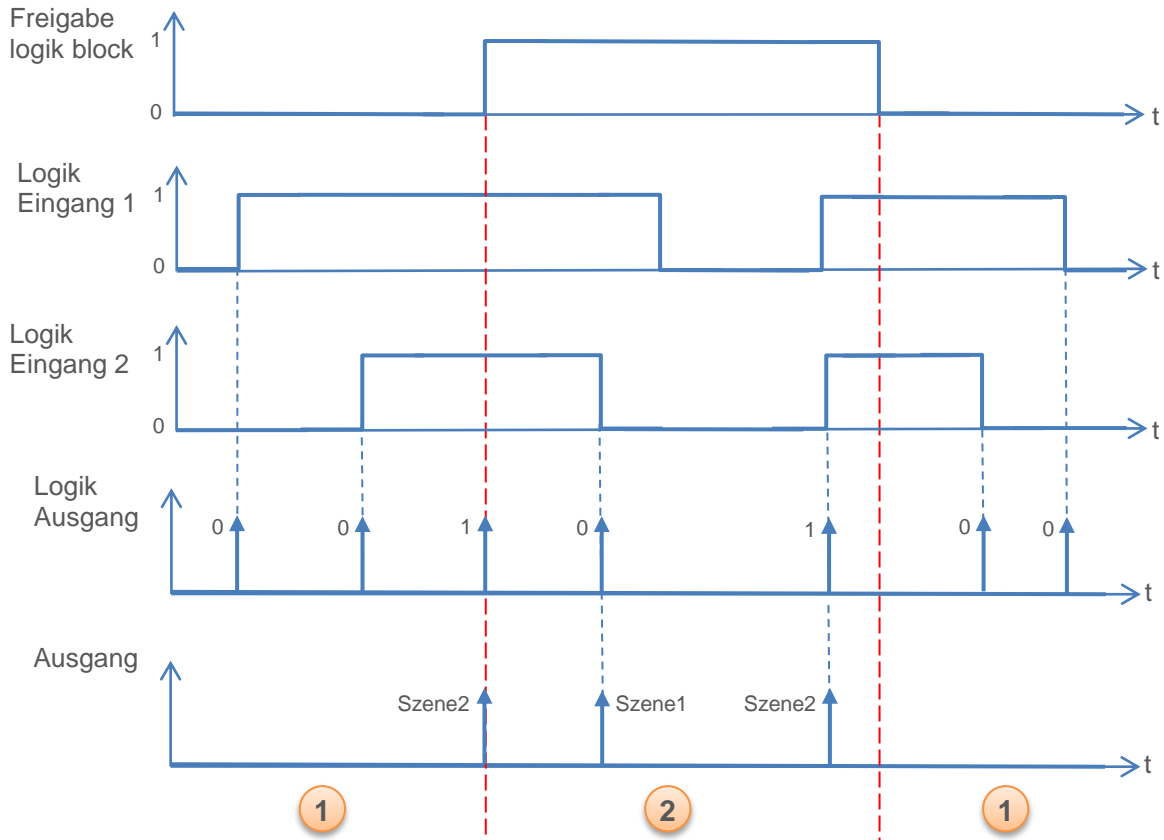 Freigabe
logik block
1
0
t
Logik
Eingang 1
1
0
t
Logik
Eingang 2
1
0
t
Logik
Ausgang
0 0 1 0 1 0 0
t
Ausgang
Szene2 Szene1 Szene2
t
1 2 1